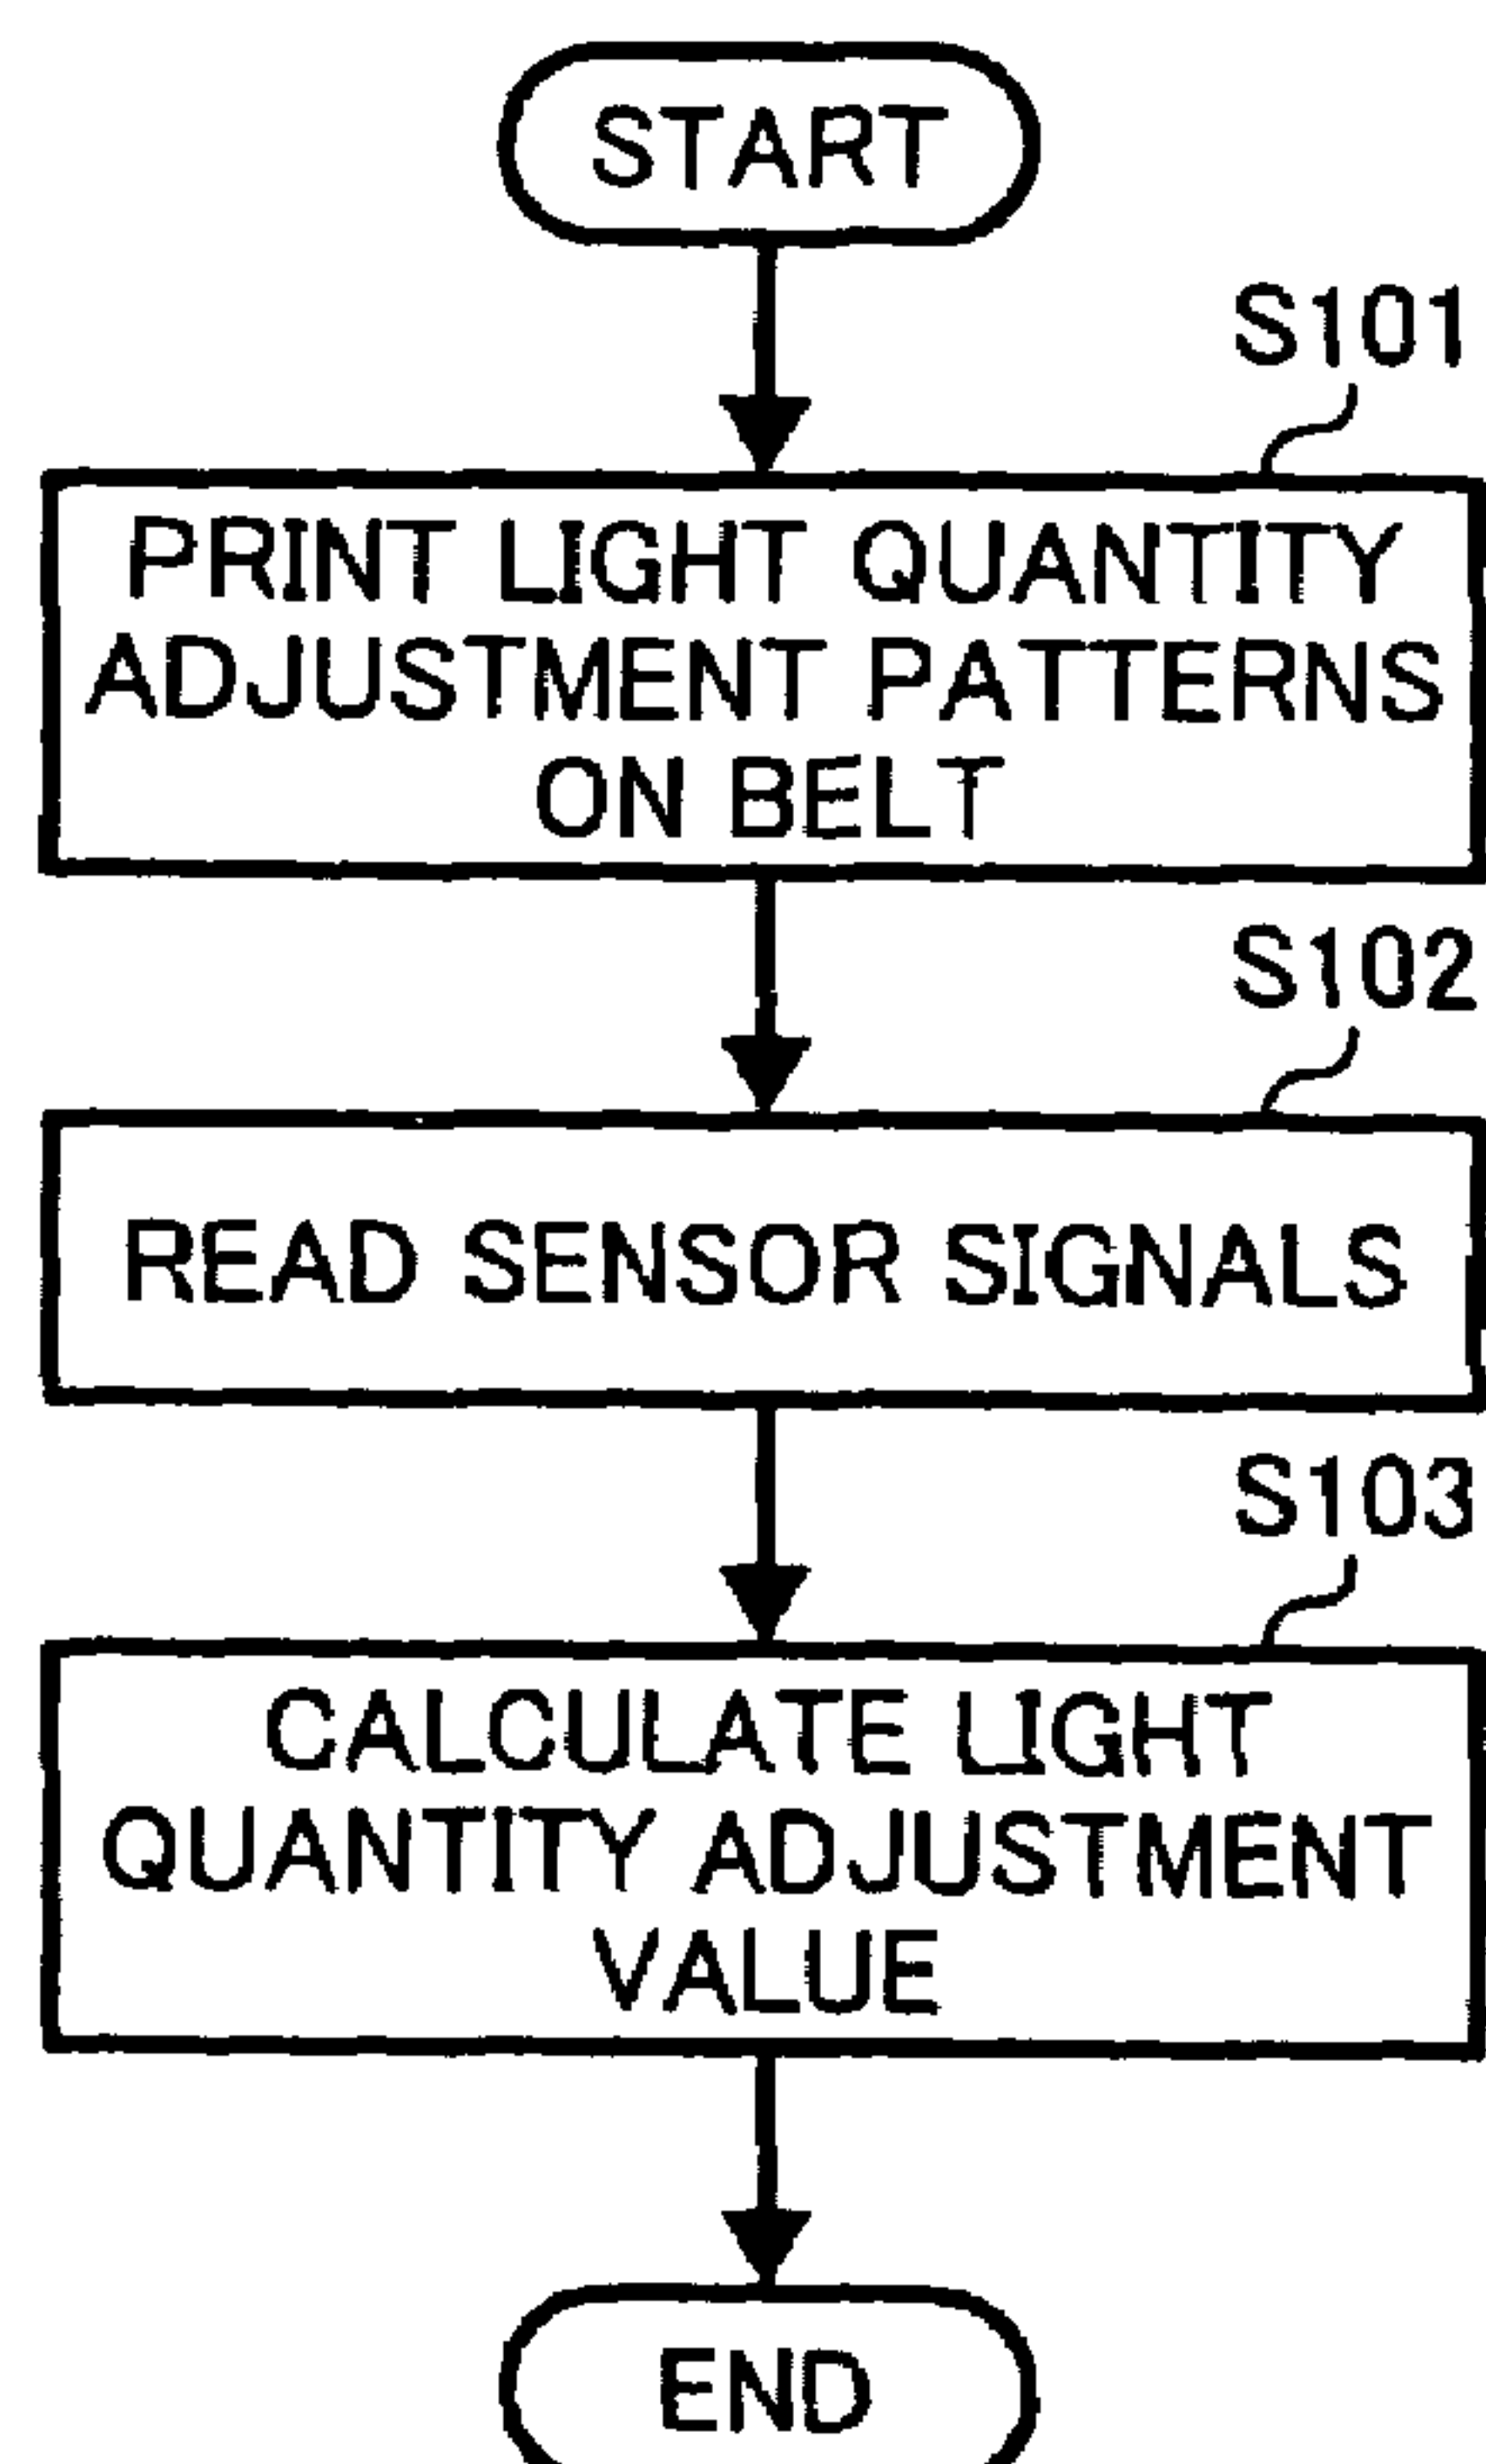 START
S101
PRINT LIGHT QUANTITY
ADJUSTMENT PATTERNS
ON BELT
S102
READ SENSOR SIGNALS
S103
CALCULATE LIGHT
QUANTITY ADJUSTMENT
VALUE
END